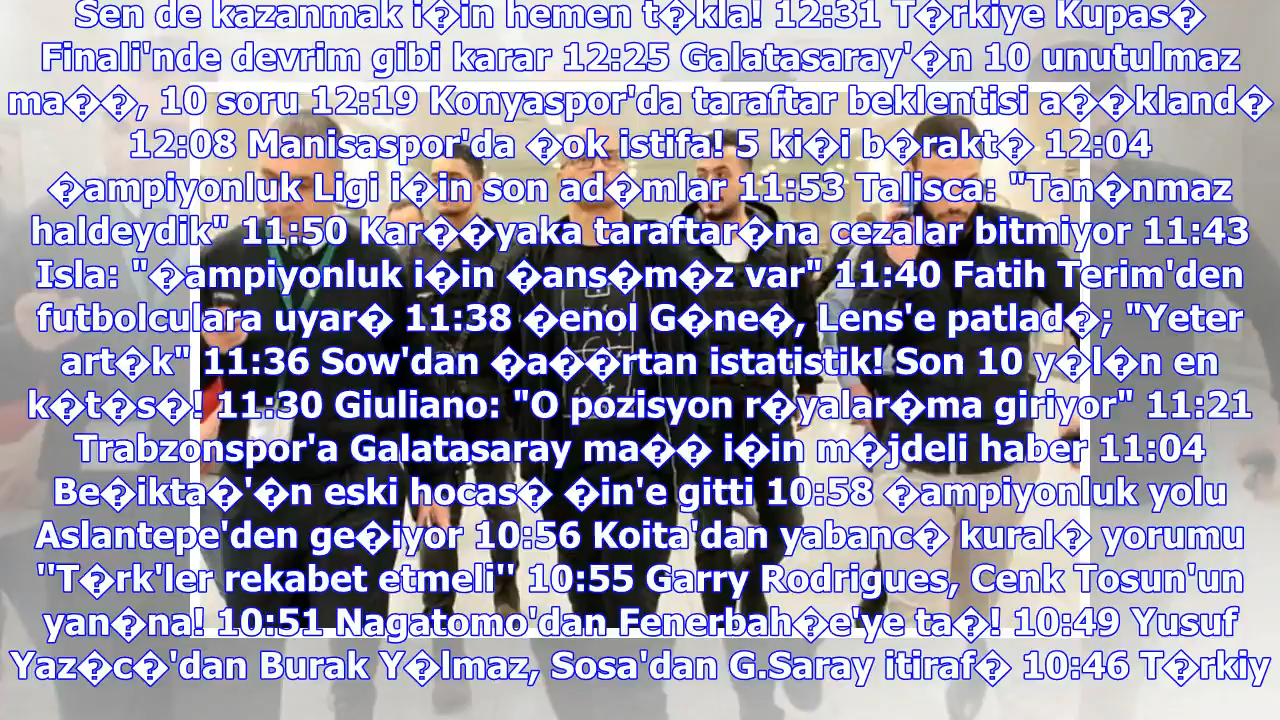 Sen de kazanmak i�in hemen t�kla! 12:31 T�rkiye Kupas�
Finali'nde devrim gibi karar 12:25 Galatasaray'�n 10 unutulmaz
ma��, 10 soru 12:19 Konyaspor'da taraftar beklentisi a��kland�
12:08 Manisaspor'da �ok istifa! 5 ki�i b�rakt� 12:04
�ampiyonluk Ligi i�in son ad�mlar 11:53 Talisca: "Tan�nmaz
haldeydik" 11:50 Kar��yaka taraftar�na cezalar bitmiyor 11:43
Isla: "�ampiyonluk i�in �ans�m�z var" 11:40 Fatih Terim'den
futbolculara uyar� 11:38 �enol G�ne�, Lens'e patlad�; "Yeter
art�k" 11:36 Sow'dan �a��rtan istatistik! Son 10 y�l�n en
k�t�s�! 11:30 Giuliano: "O pozisyon r�yalar�ma giriyor" 11:21
Trabzonspor'a Galatasaray ma�� i�in m�jdeli haber 11:04
Be�ikta�'�n eski hocas� �in'e gitti 10:58 �ampiyonluk yolu
Aslantepe'den ge�iyor 10:56 Koita'dan yabanc� kural� yorumu
''T�rk'ler rekabet etmeli'' 10:55 Garry Rodrigues, Cenk Tosun'un
yan�na! 10:51 Nagatomo'dan Fenerbah�e'ye ta�! 10:49 Yusuf
Yaz�c�'dan Burak Y�lmaz, Sosa'dan G.Saray itiraf� 10:46 T�rkiy